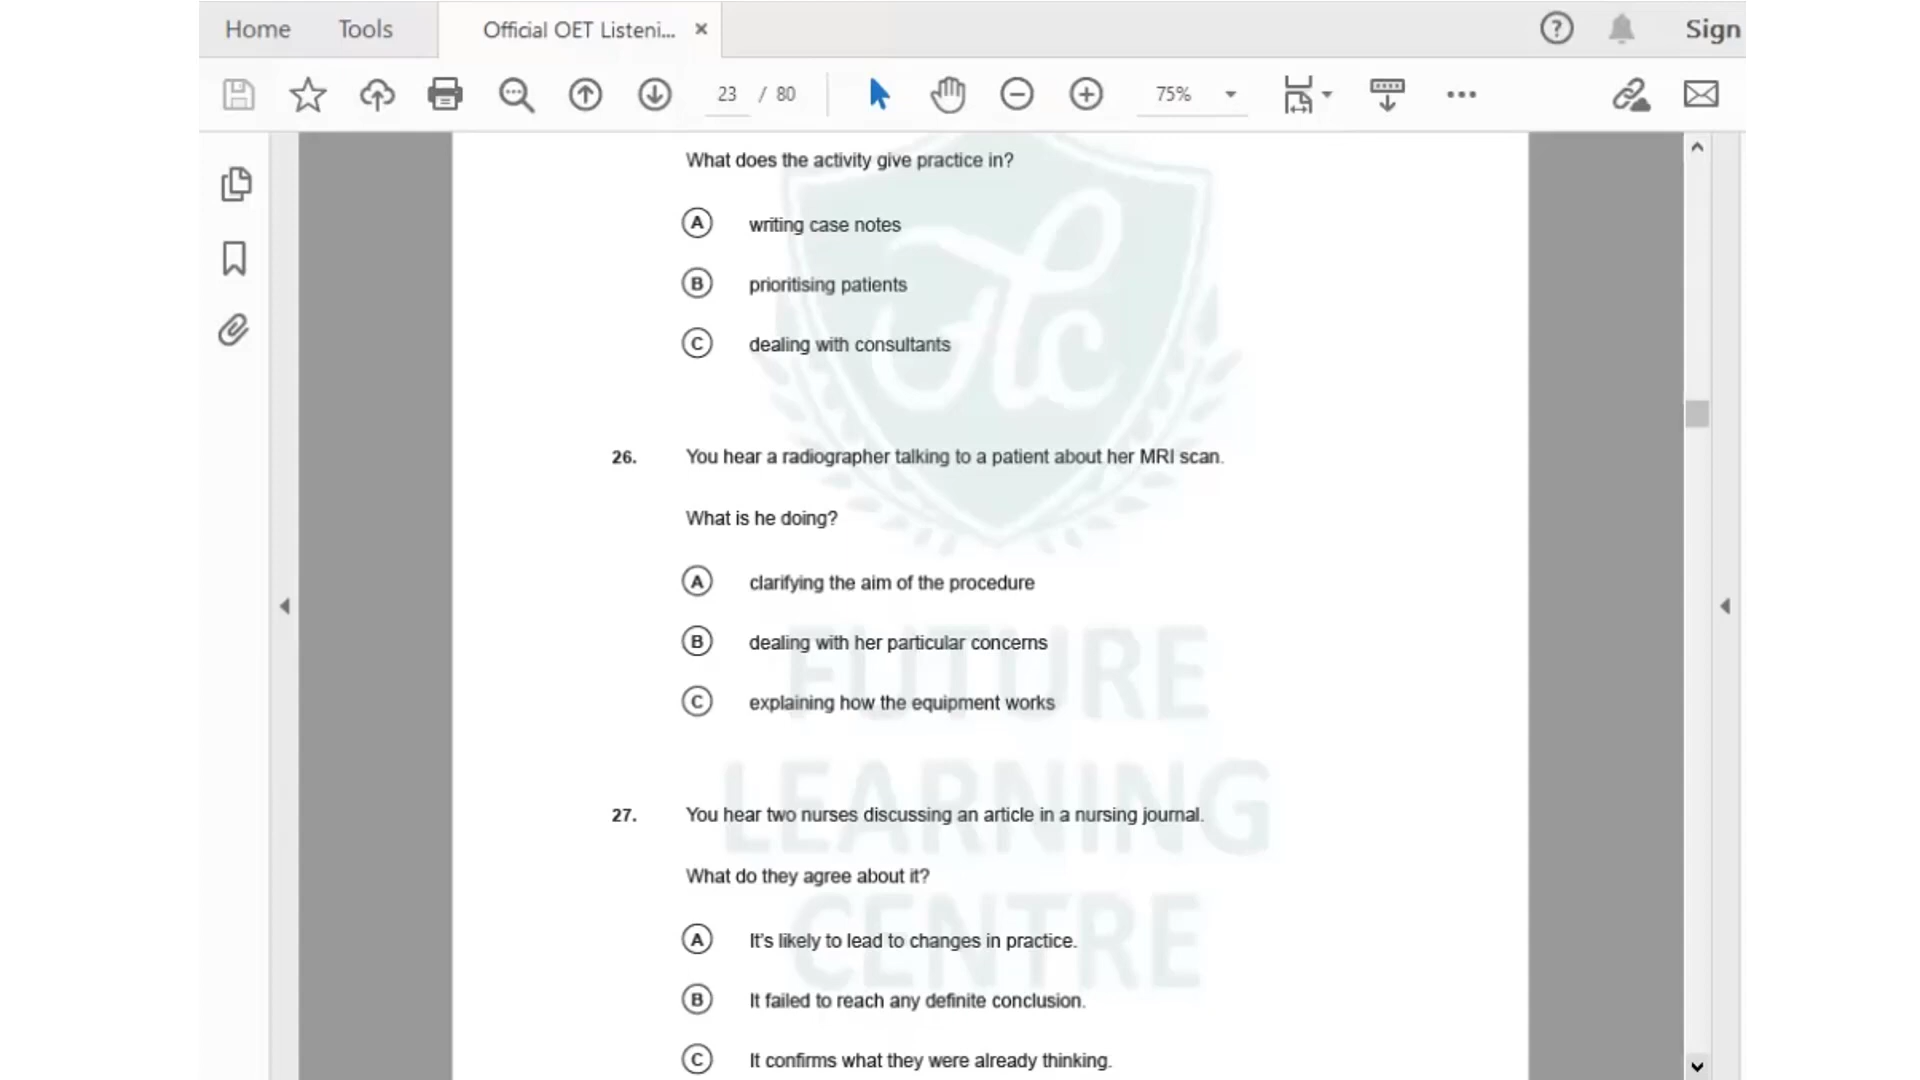 Home Tools Official OET Listeni... × Sign
23 / 80 75%
What does the activity give practice in?
A writing case notes
B prioritising patients
C dealing with consultants
26. You hear a radiographer talking to a patient about her MRI scan.
What is he doing?
A clarifying the aim of the procedure
B dealing with her particular concerns
C explaining how the equipment works
27. You hear two nurses discussing an article in a nursing journal.
What do they agree about it?
A It's likely to lead to changes in practice.
B It failed to reach any definite conclusion.
C It confirms what they were already thinking.
FLC
FUTURE
LEARNING
CENTRE